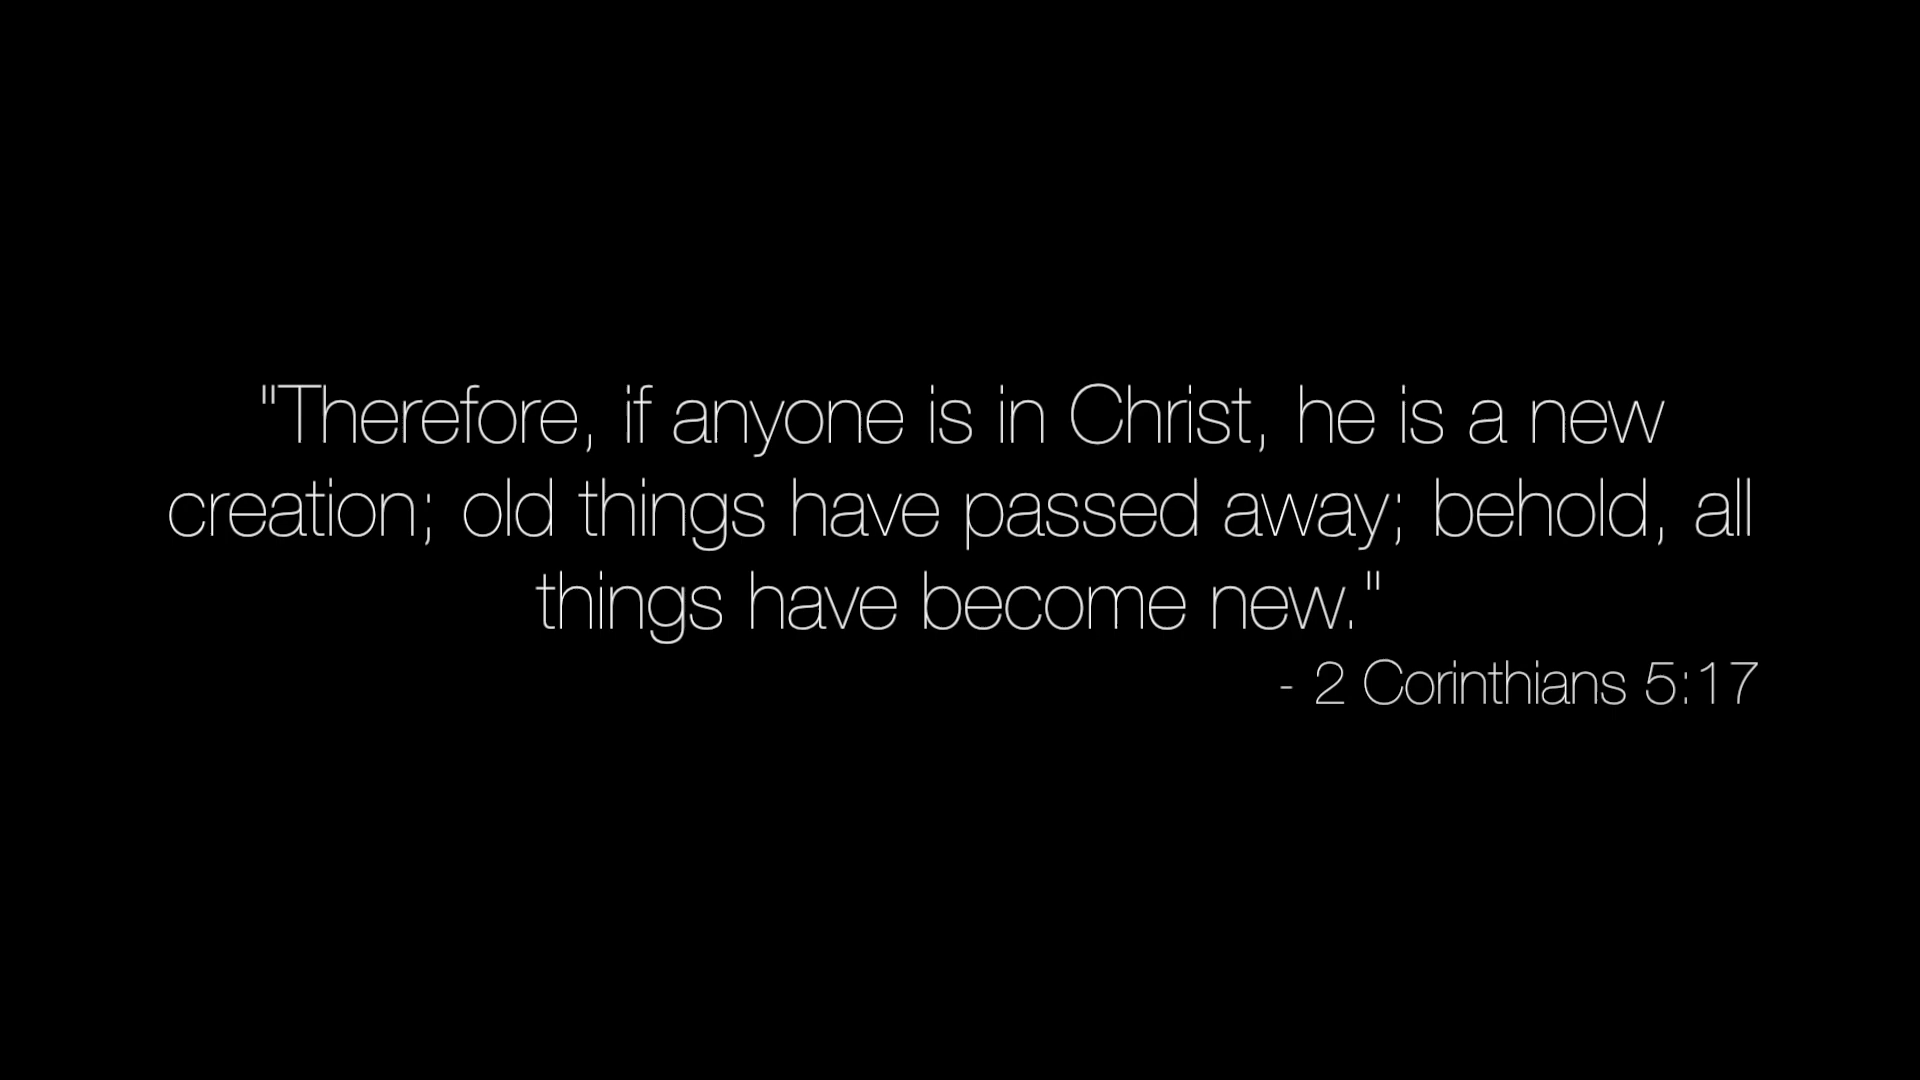 "Therefore, if anyone is in Christ, he is a new
creation; old things have passed away; behold, all
things have become new."
- 2 Corinthians 5:17